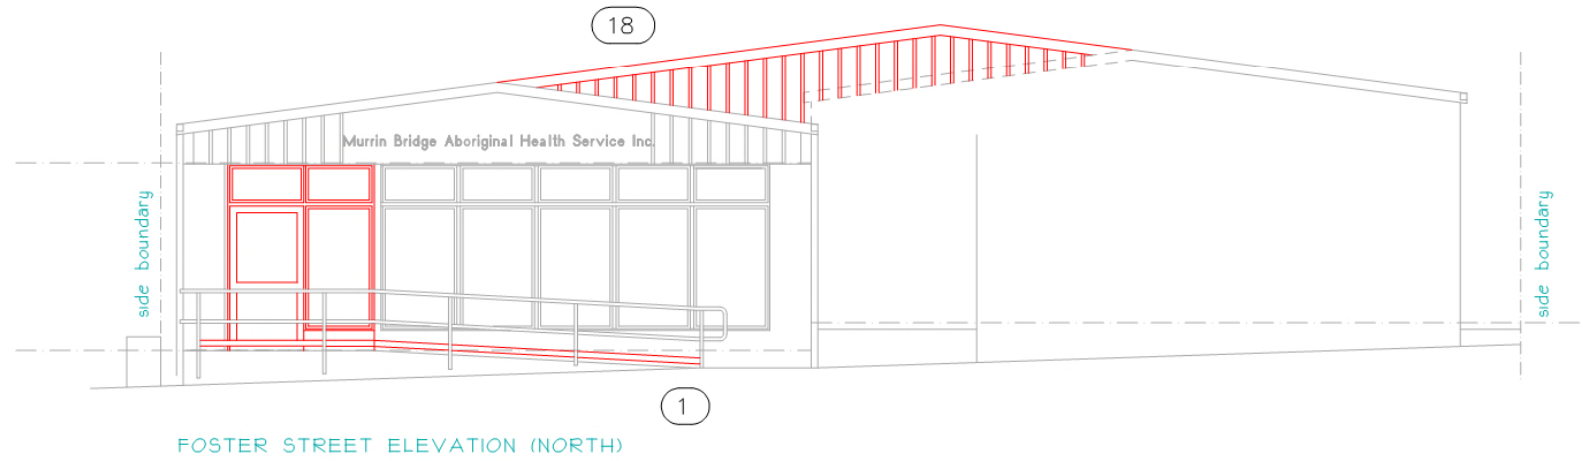 18
Murrin Bridge Aboriginal Health Service Inc.
side boundary
side boundary
1
FOSTER STREET ELEVATION (NORTH)